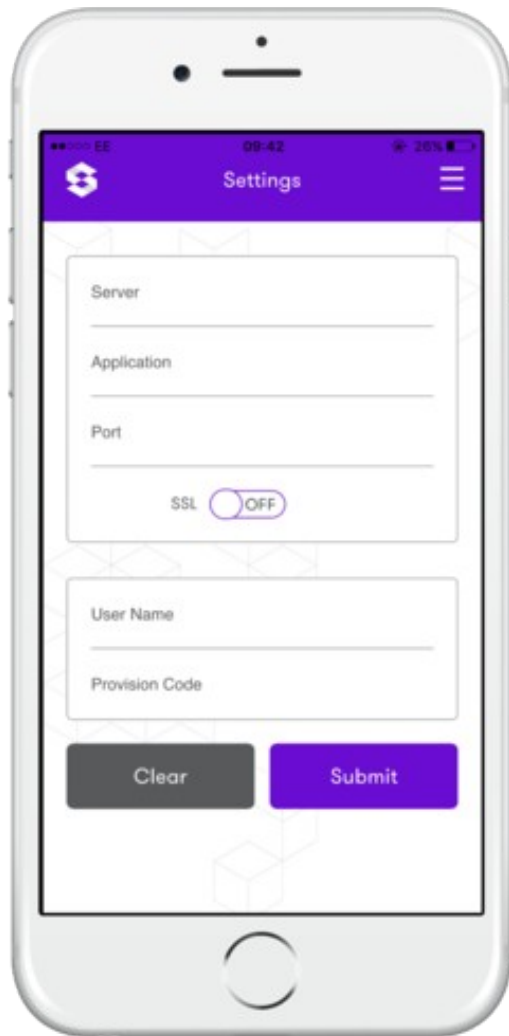 EE 09:42 26%
Settings
Server
Application
Port
SSL OFF
User Name
Provision Code
Clear Submit